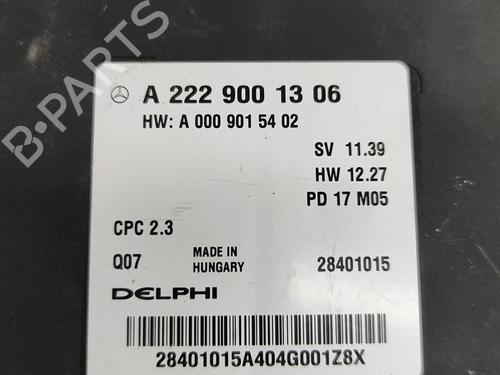 B-Parts
A 222 900 13 06
HW: A 000 901 54 02
SV 11.39
HW 12.27
PD 17 M05
CPC 2.3
Q07 MADE IN HUNGARY 28401015
DELPHI
28401015A404G001Z8X